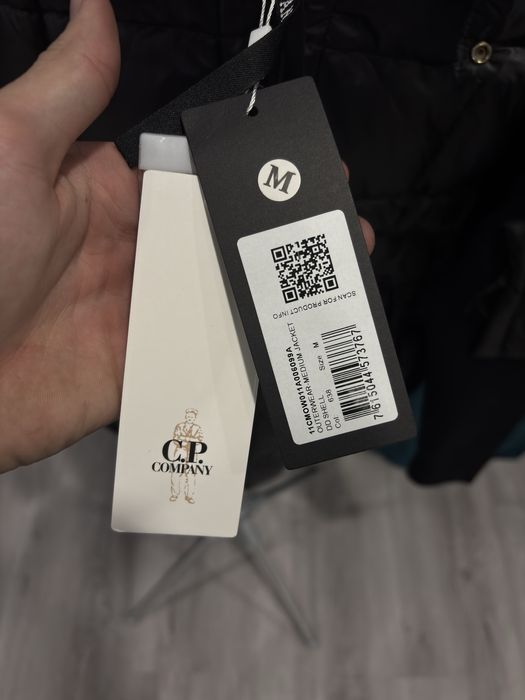 M
SCAN FOR PRODUCT INFO
11CMOW011A006099A
OUTERWEAR-MEDIUM JACKET
DD SHELL
Size M
Col 638
7615044573767
C.P.
COMPANY